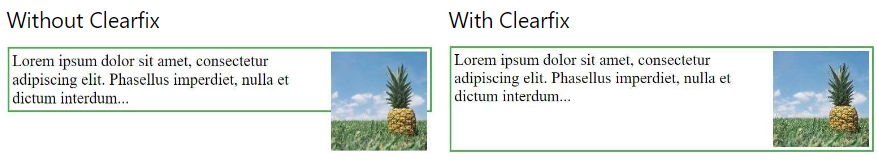 Without Clearfix
Lorem ipsum dolor sit amet, consectetur
adipiscing elit. Phasellus imperdiet, nulla et
dictum interdum...
With Clearfix
Lorem ipsum dolor sit amet, consectetur
adipiscing elit. Phasellus imperdiet, nulla et
dictum interdum...